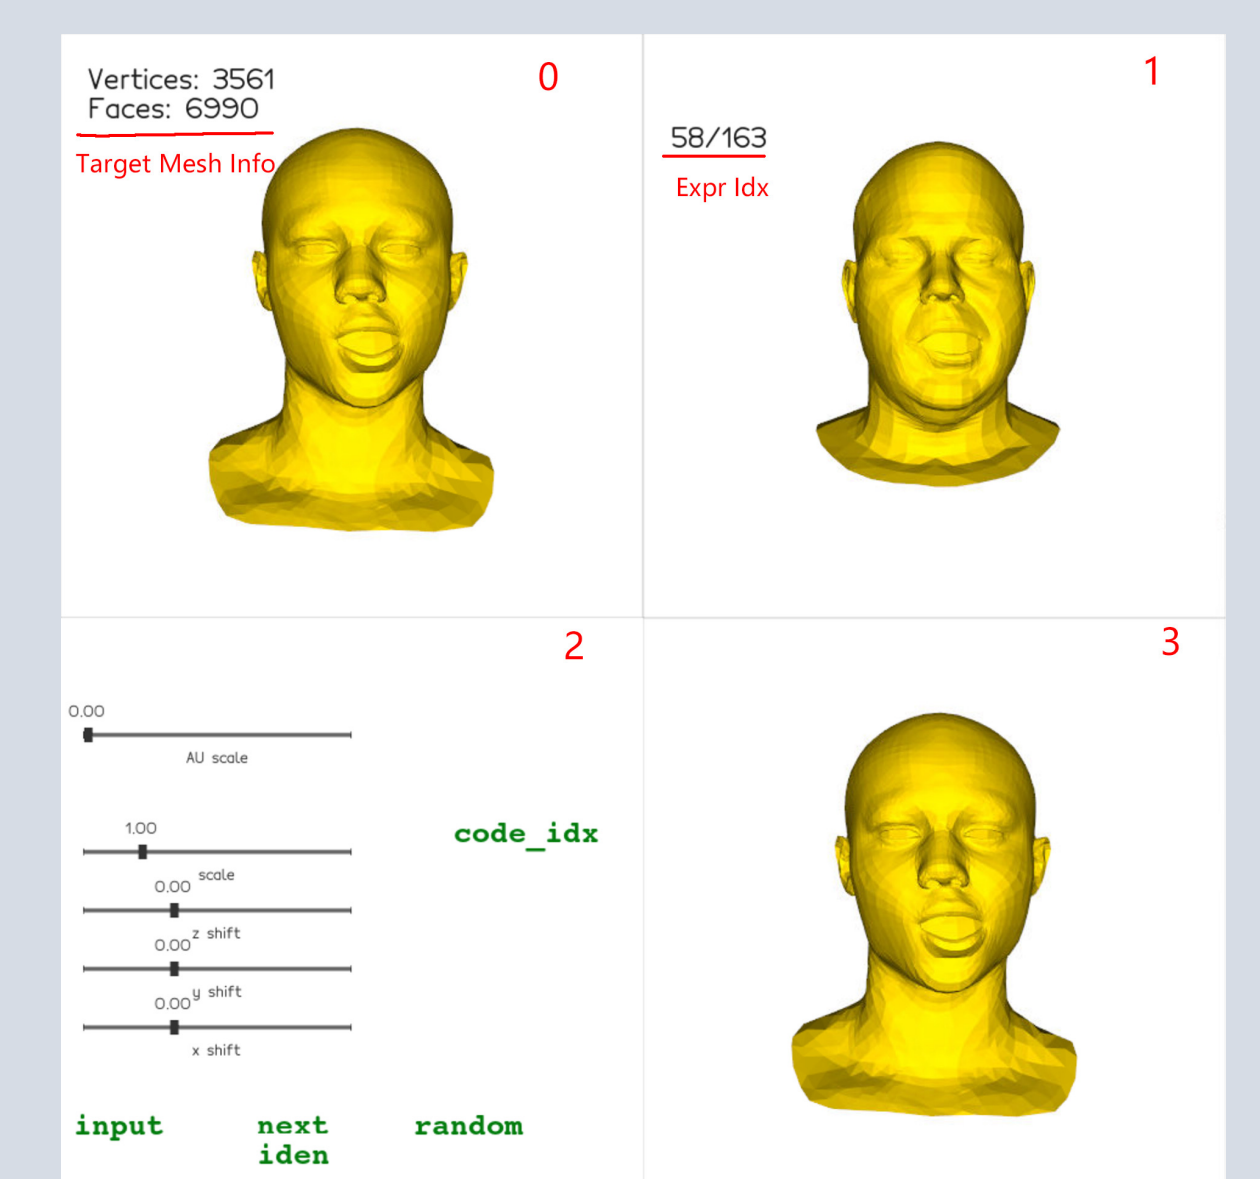 0
Vertices: 3561
Faces: 6990
Target Mesh Info
1
58/163
Expr Idx
2
0.00
AU scale
1.00
scale
0.00
z shift
0.00
y shift
0.00
x shift
code_idx
input
next
iden
random
3